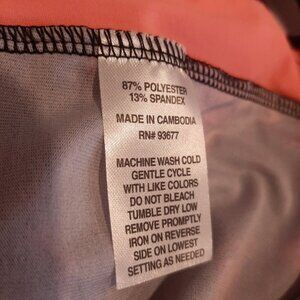 87% POLYESTER
13% SPANDEX
MADE IN CAMBODIA
RN# 93677
MACHINE WASH COLD
GENTLE CYCLE
WITH LIKE COLORS
DO NOT BLEACH
TUMBLE DRY LOW
REMOVE PROMPTLY
IRON ON REVERSE
SIDE ON LOWEST
SETTING AS NEEDED